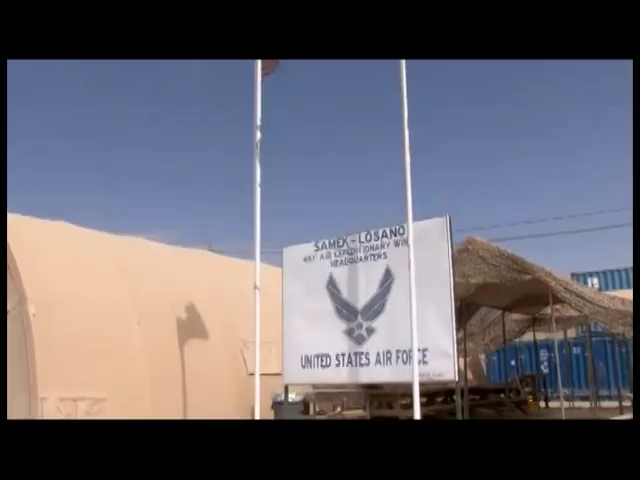 SAMEK - LOSANO
451 AIR EXPEDITIONARY WING
HEADQUARTERS
UNITED STATES AIR FORCE